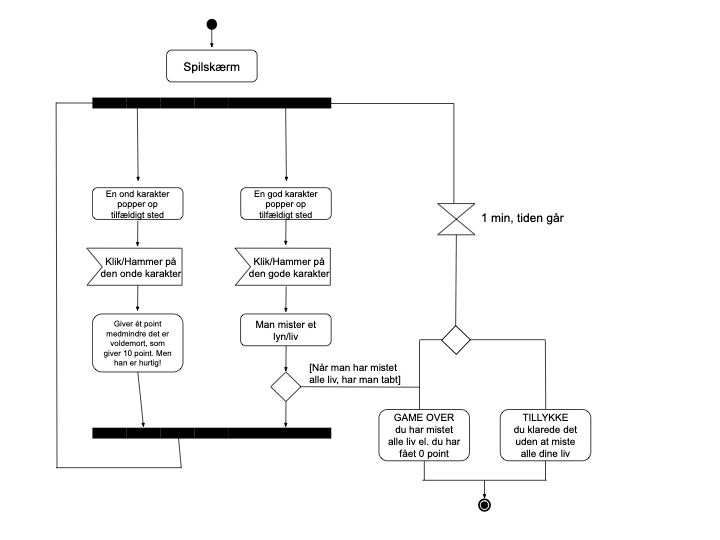 Spilskærm
En ond karakter
popper op
tilfældigt sted
En god karakter
popper op
tilfældigt sted
1 min, tiden går
Klik/Hammer på
den onde karakter
Klik/Hammer på
den gode karakter
Giver ét point
medmindre det er
voldemort, som
giver 10 point. Men
han er hurtig!
Man mister et
lyn/liv
[Når man har mistet
alle liv, har man tabt]
GAME OVER
du har mistet
alle liv el. du har
fået 0 point
TILLYKKE
du klarede det
uden at miste
alle dine liv